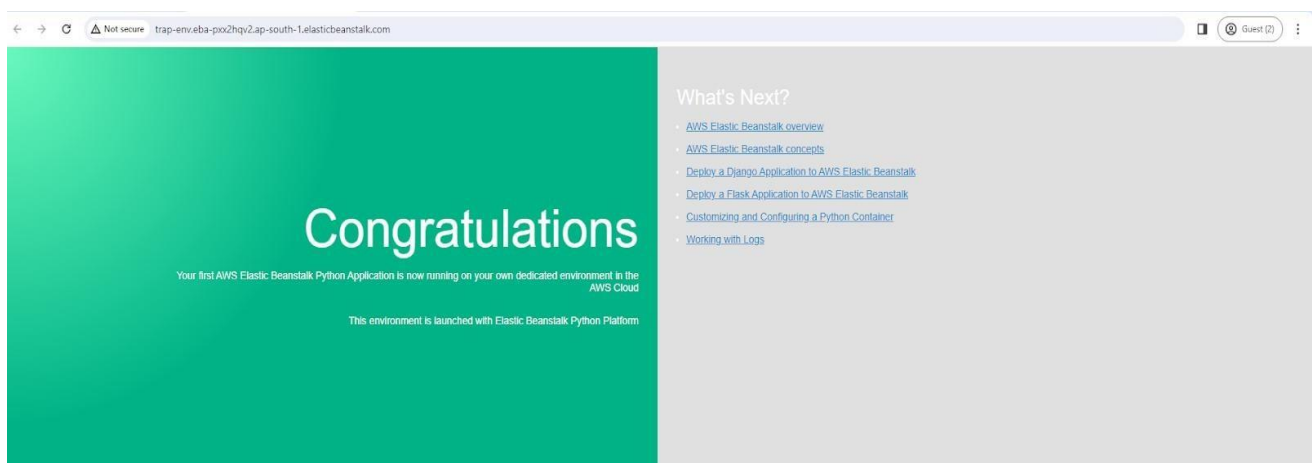 Not secure
trap-env.eba-pxx2hqv2.ap-south-1.elasticbeanstalk.com
Guest (2)
Congratulations
Your first AWS Elastic Beanstalk Python Application is now running on your own dedicated environment in the
AWS Cloud
This environment is launched with Elastic Beanstalk Python Platform
What's Next?
AWS Elastic Beanstalk overview
AWS Elastic Beanstalk concepts
Deploy a Django Application to AWS Elastic Beanstalk
Deploy a Flask Application to AWS Elastic Beanstalk
Customizing and Configuring a Python Container
Working with Logs